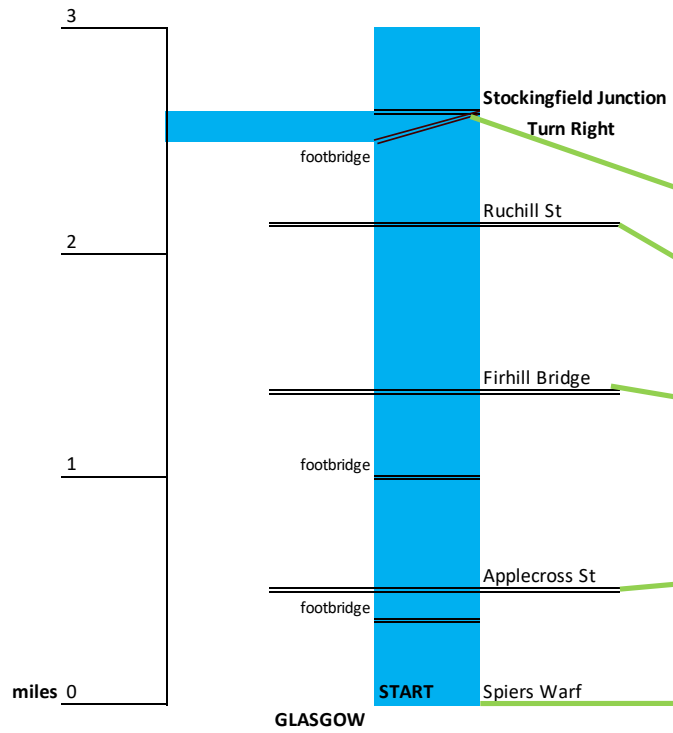 3
Stockingfield Junction
Turn Right
footbridge
Ruchill St
2
Firhill Bridge
1
footbridge
Applecross St
footbridge
miles 0
START
Spiers Warf
GLASGOW